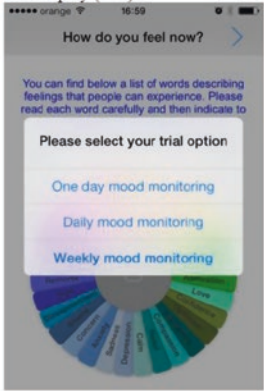 orange 16:59
How do you feel now?
You can find below a list of words describing
feelings that people can experience. Please
read each word carefully and then indicate to
Please select your trial option
One day mood monitoring
Daily mood monitoring
Weekly mood monitoring
Love
Calm
Depression
Sadness
Anxiety